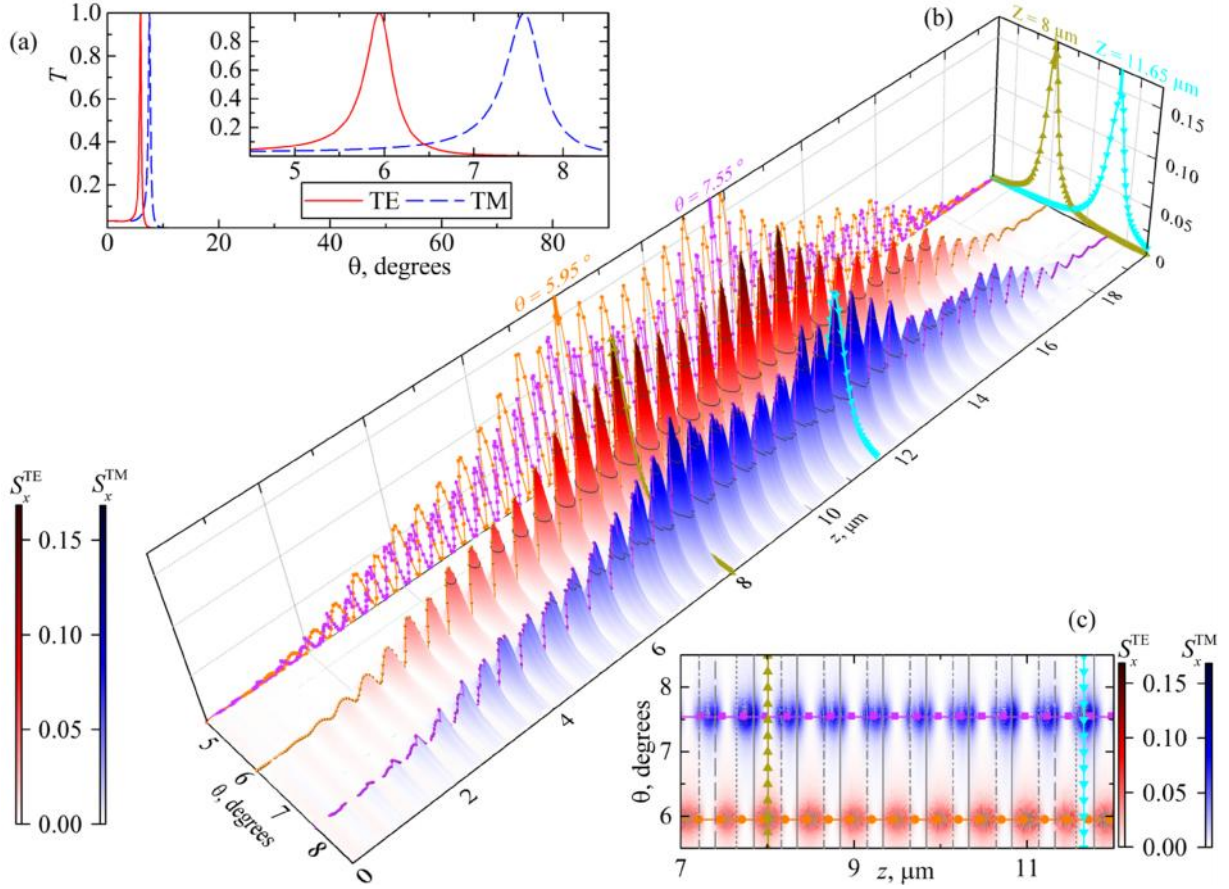 (a)
1.0
0.8
0.6
0.4
0.2
T
0
20
40
60
80
θ, degrees
0.8
0.6
0.4
0.2
5
6
7
8
TE
TM
(b)
Z = 8 μm
Z = 11.65 μm
0.15
0.10
0.05
0
θ = 7.55 °
θ = 5.95 °
18
16
14
12
10
8
6
4
2
0
z, μm
5
6
7
8
θ, degrees
S_x^TE
S_x^TM
0.15
0.10
0.05
0.00
(c)
S_x^TE
S_x^TM
0.15
0.10
0.05
0.00
8
7
6
θ, degrees
7
9
11
z, μm